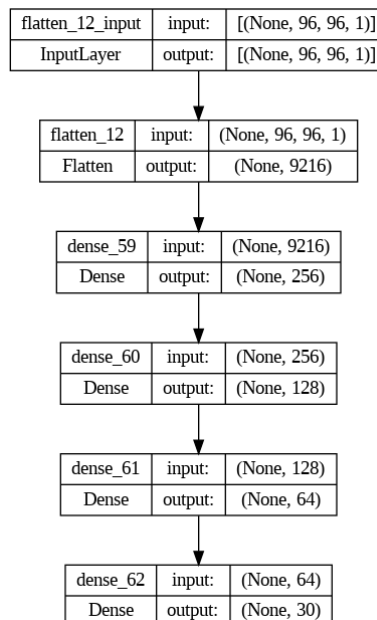 flatten_12_input input: [(None, 96, 96, 1)]
InputLayer output: [(None, 96, 96, 1)]
flatten_12 input: (None, 96, 96, 1)
Flatten output: (None, 9216)
dense_59 input: (None, 9216)
Dense output: (None, 256)
dense_60 input: (None, 256)
Dense output: (None, 128)
dense_61 input: (None, 128)
Dense output: (None, 64)
dense_62 input: (None, 64)
Dense output: (None, 30)